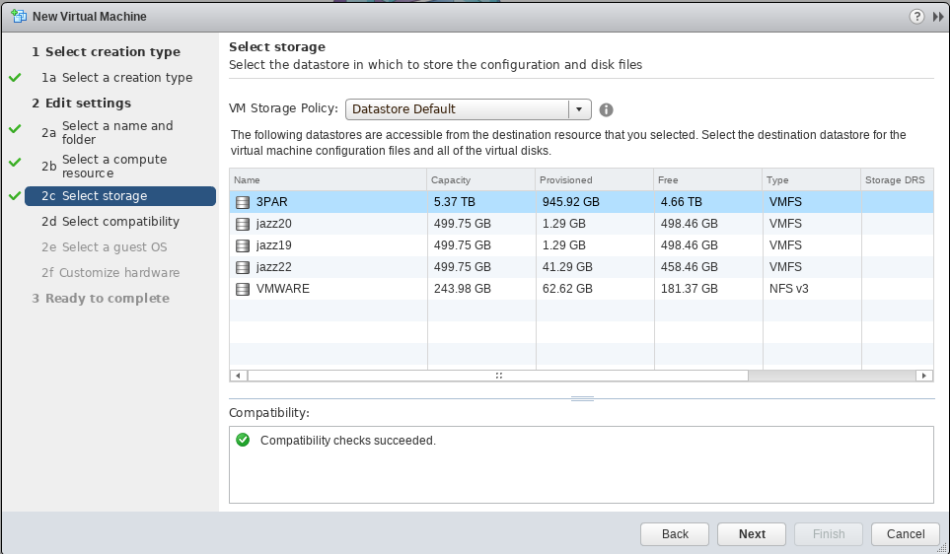 New Virtual Machine
1 Select creation type
1a Select a creation type
2 Edit settings
2a Select a name and
folder
2b Select a compute
resource
2c Select storage
2d Select compatibility
2e Select a guest OS
2f Customize hardware
3 Ready to complete
Select storage
Select the datastore in which to store the configuration and disk files
VM Storage Policy: Datastore Default
The following datastores are accessible from the destination resource that you selected. Select the destination datastore for the
virtual machine configuration files and all of the virtual disks.
Name Capacity Provisioned Free Type Storage DRS
3PAR 5.37 TB 945.92 GB 4.66 TB VMFS
jazz20 499.75 GB 1.29 GB 498.46 GB VMFS
jazz19 499.75 GB 1.29 GB 498.46 GB VMFS
jazz22 499.75 GB 41.29 GB 458.46 GB VMFS
VMWARE 243.98 GB 62.62 GB 181.37 GB NFS v3
Compatibility:
Compatibility checks succeeded.
Back Next Finish Cancel